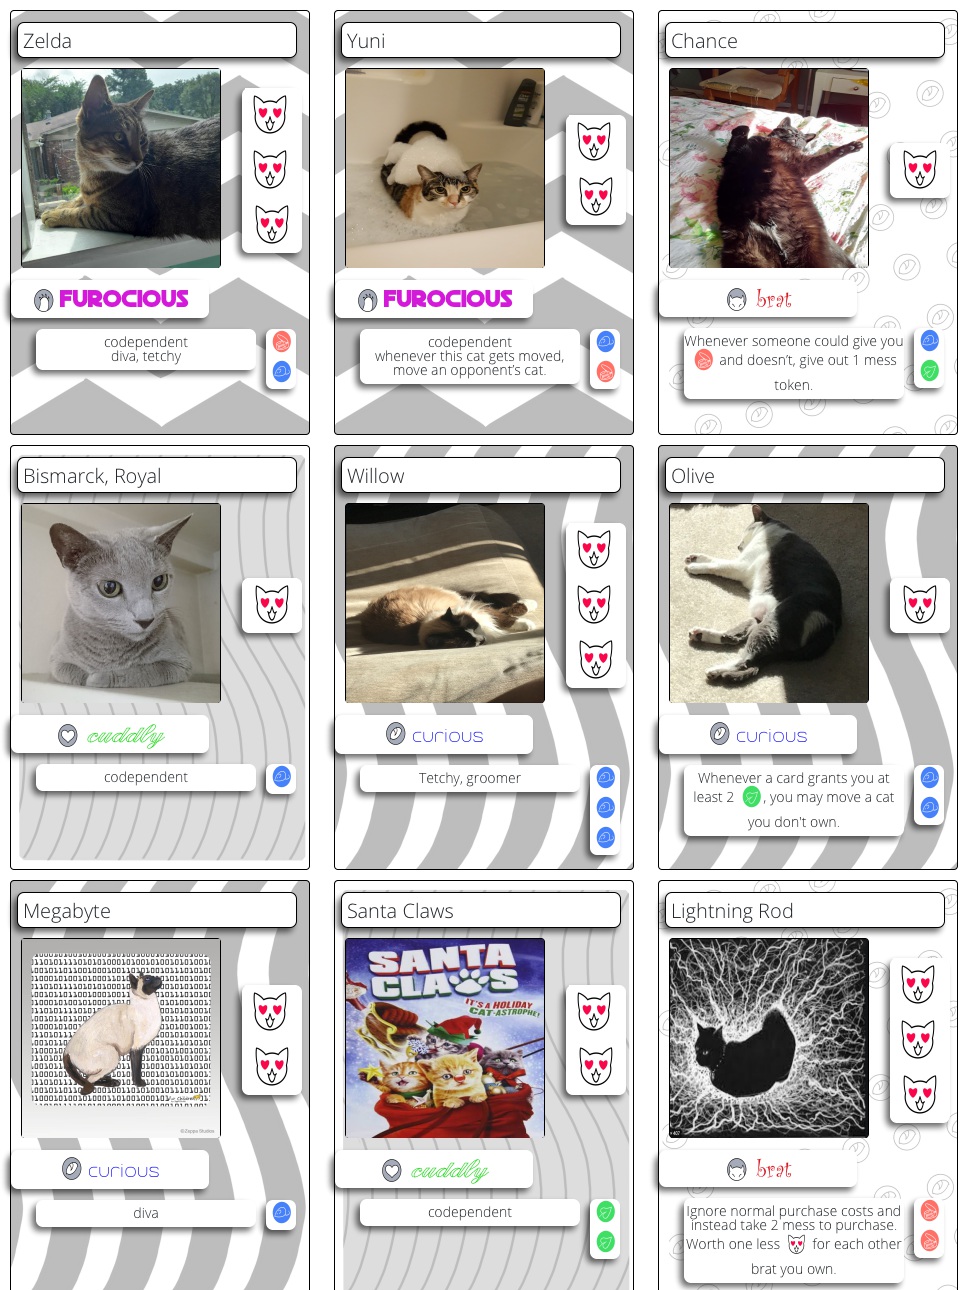 Zelda
FUROCIOUS
codependent
diva, tetchy
Yuni
FUROCIOUS
codependent
whenever this cat gets moved,
move an opponent's cat.
Chance
brat
Whenever someone could give you
and doesn't, give out 1 mess
token.
Bismarck, Royal
cuddly
codependent
Willow
curious
Tetchy, groomer
Olive
curious
Whenever a card grants you at
least 2 , you may move a cat
you don't own.
Megabyte
©Zappa Studios
curious
diva
Santa Claws
SANTA
CLAWS
IT'S A HOLIDAY
CAT-ASTROPHE!
cuddly
codependent
Lightning Rod
brat
Ignore normal purchase costs and
instead take 2 mess to purchase.
Worth one less for each other
brat you own.